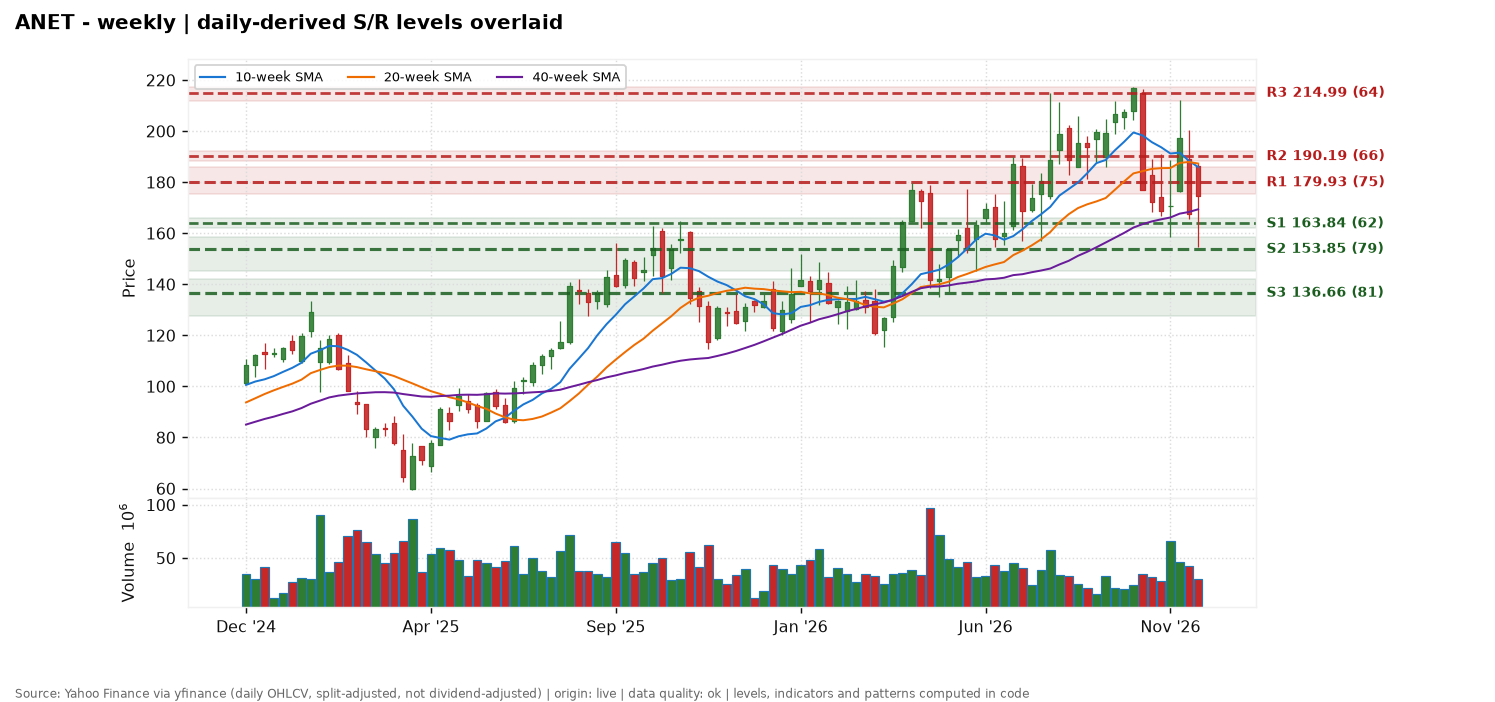 ANET - weekly | daily-derived S/R levels overlaid
10-week SMA
20-week SMA
40-week SMA
Price
220
200
180
160
140
120
100
80
60
R3 214.99 (64)
R2 190.19 (66)
R1 179.93 (75)
S1 163.84 (62)
S2 153.85 (79)
S3 136.66 (81)
Volume 10⁶
100
50
Dec '24
Apr '25
Sep '25
Jan '26
Jun '26
Nov '26
Source: Yahoo Finance via yfinance (daily OHLCV, split-adjusted, not dividend-adjusted) | origin: live | data quality: ok | levels, indicators and patterns computed in code